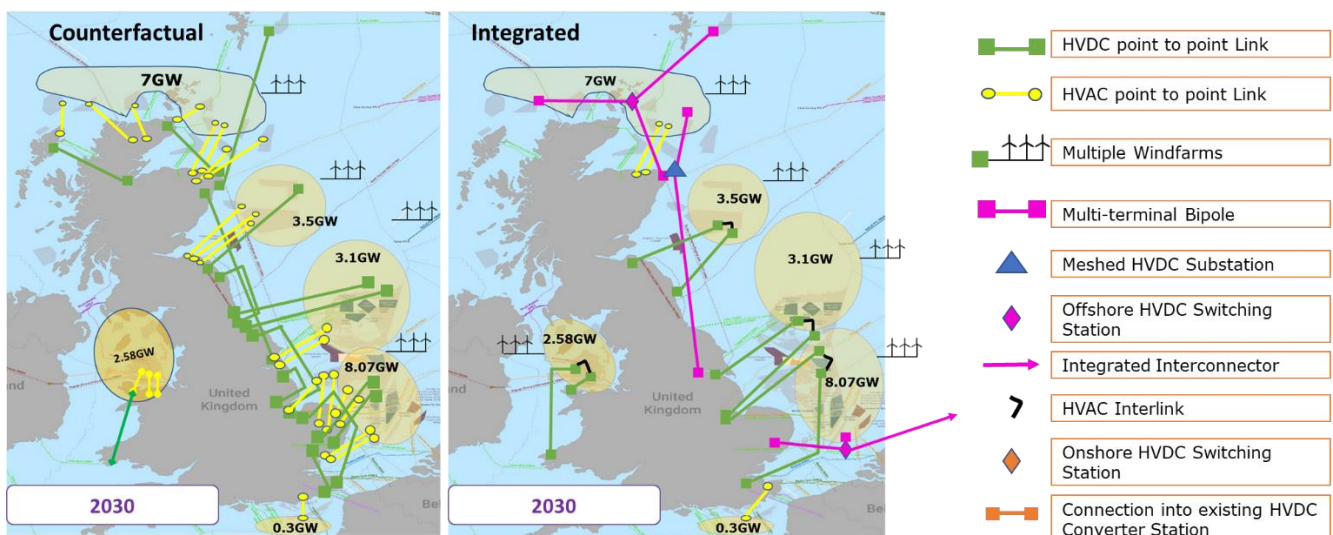 Counterfactual
7GW
3.5GW
3.1GW
2.58GW
8.07GW
United
Kingdom
2030
0.3GW
Integrated
7GW
3.5GW
3.1GW
2.58GW
8.07GW
United
Kingdom
2030
0.3GW
Bel
HVDC point to point Link
HVAC point to point Link
Multiple Windfarms
Multi-terminal Bipole
Meshed HVDC Substation
Offshore HVDC Switching
Station
Integrated Interconnector
HVAC Interlink
Onshore HVDC Switching
Station
Connection into existing HVDC
Converter Station